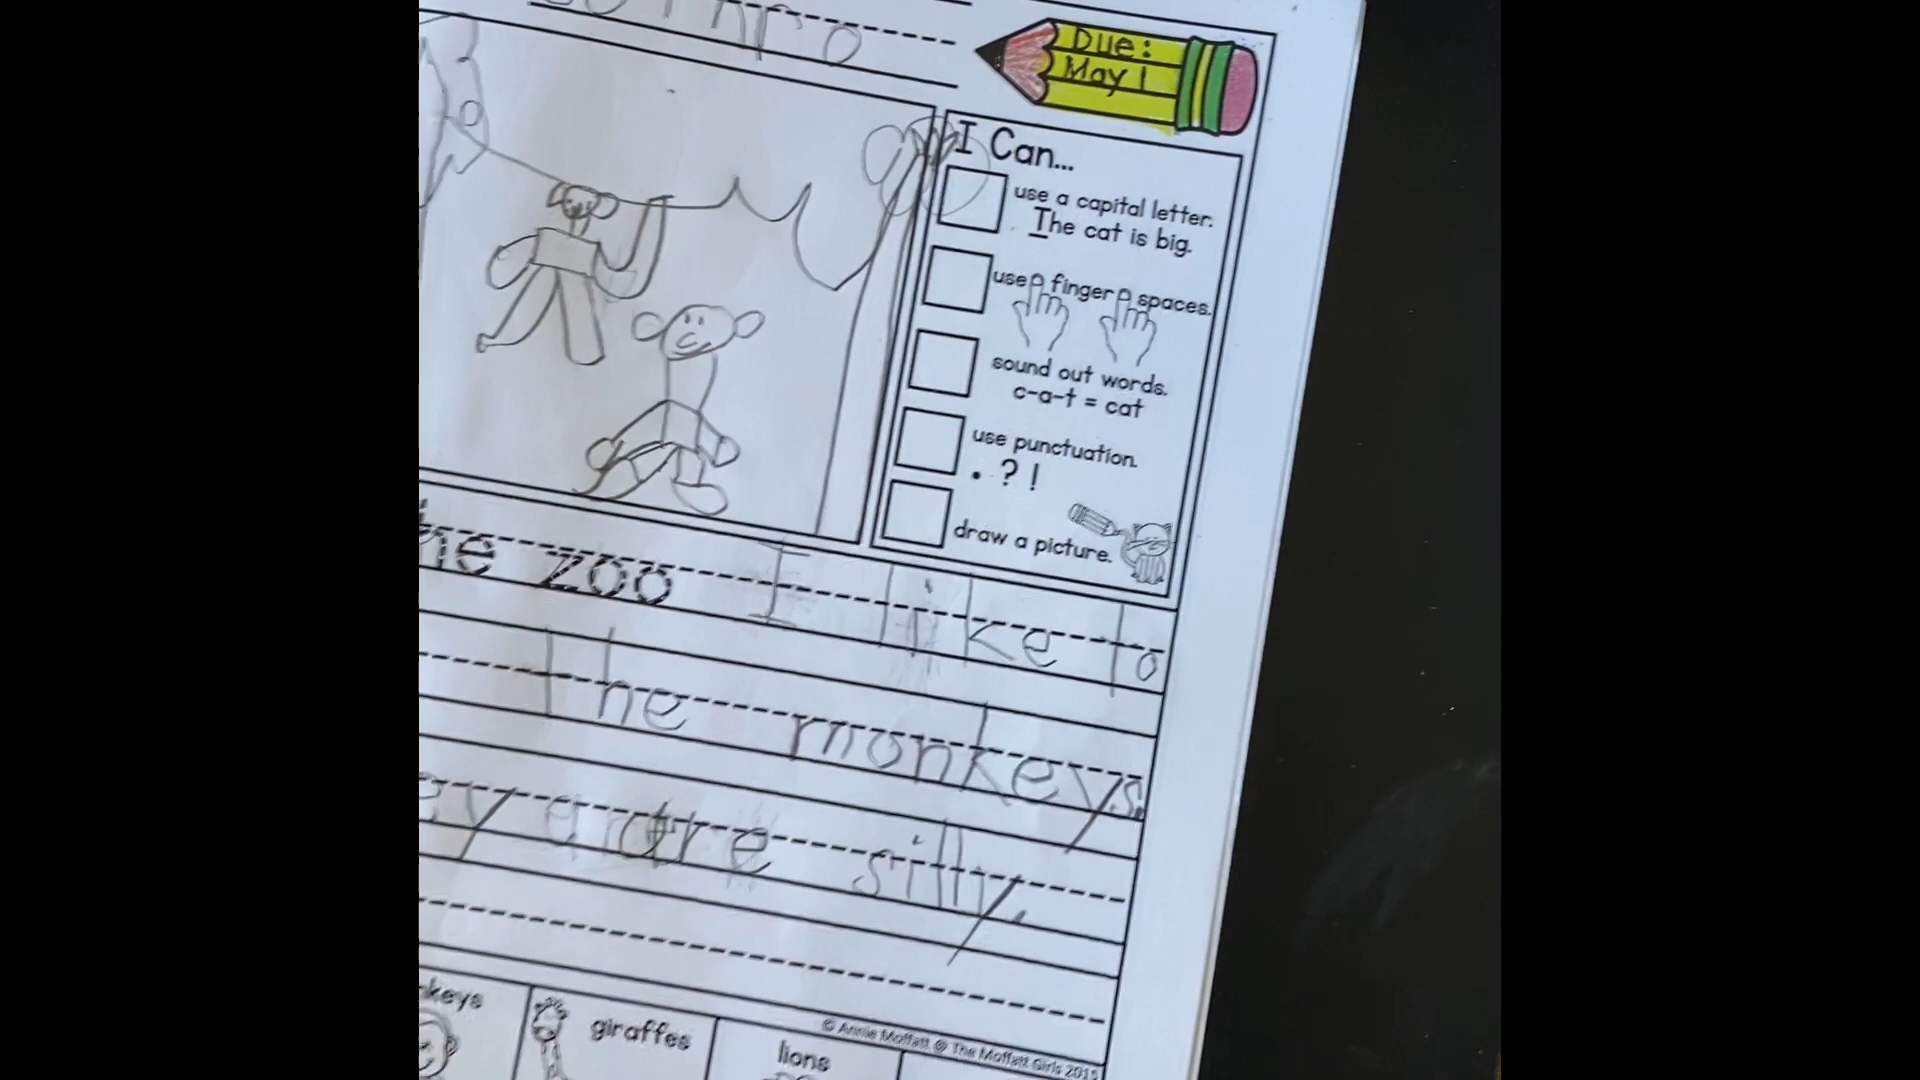 Due:
May 1
I Can...
use a capital letter.
The cat is big.
use finger spaces.
sound out words.
c-a-t = cat
use punctuation.
. ? !
draw a picture.
he zoo I like to
the monkeys.
ey are silly.
keys
giraffes
lions
© Annie Moffatt @ The Moffatt Girls 2015